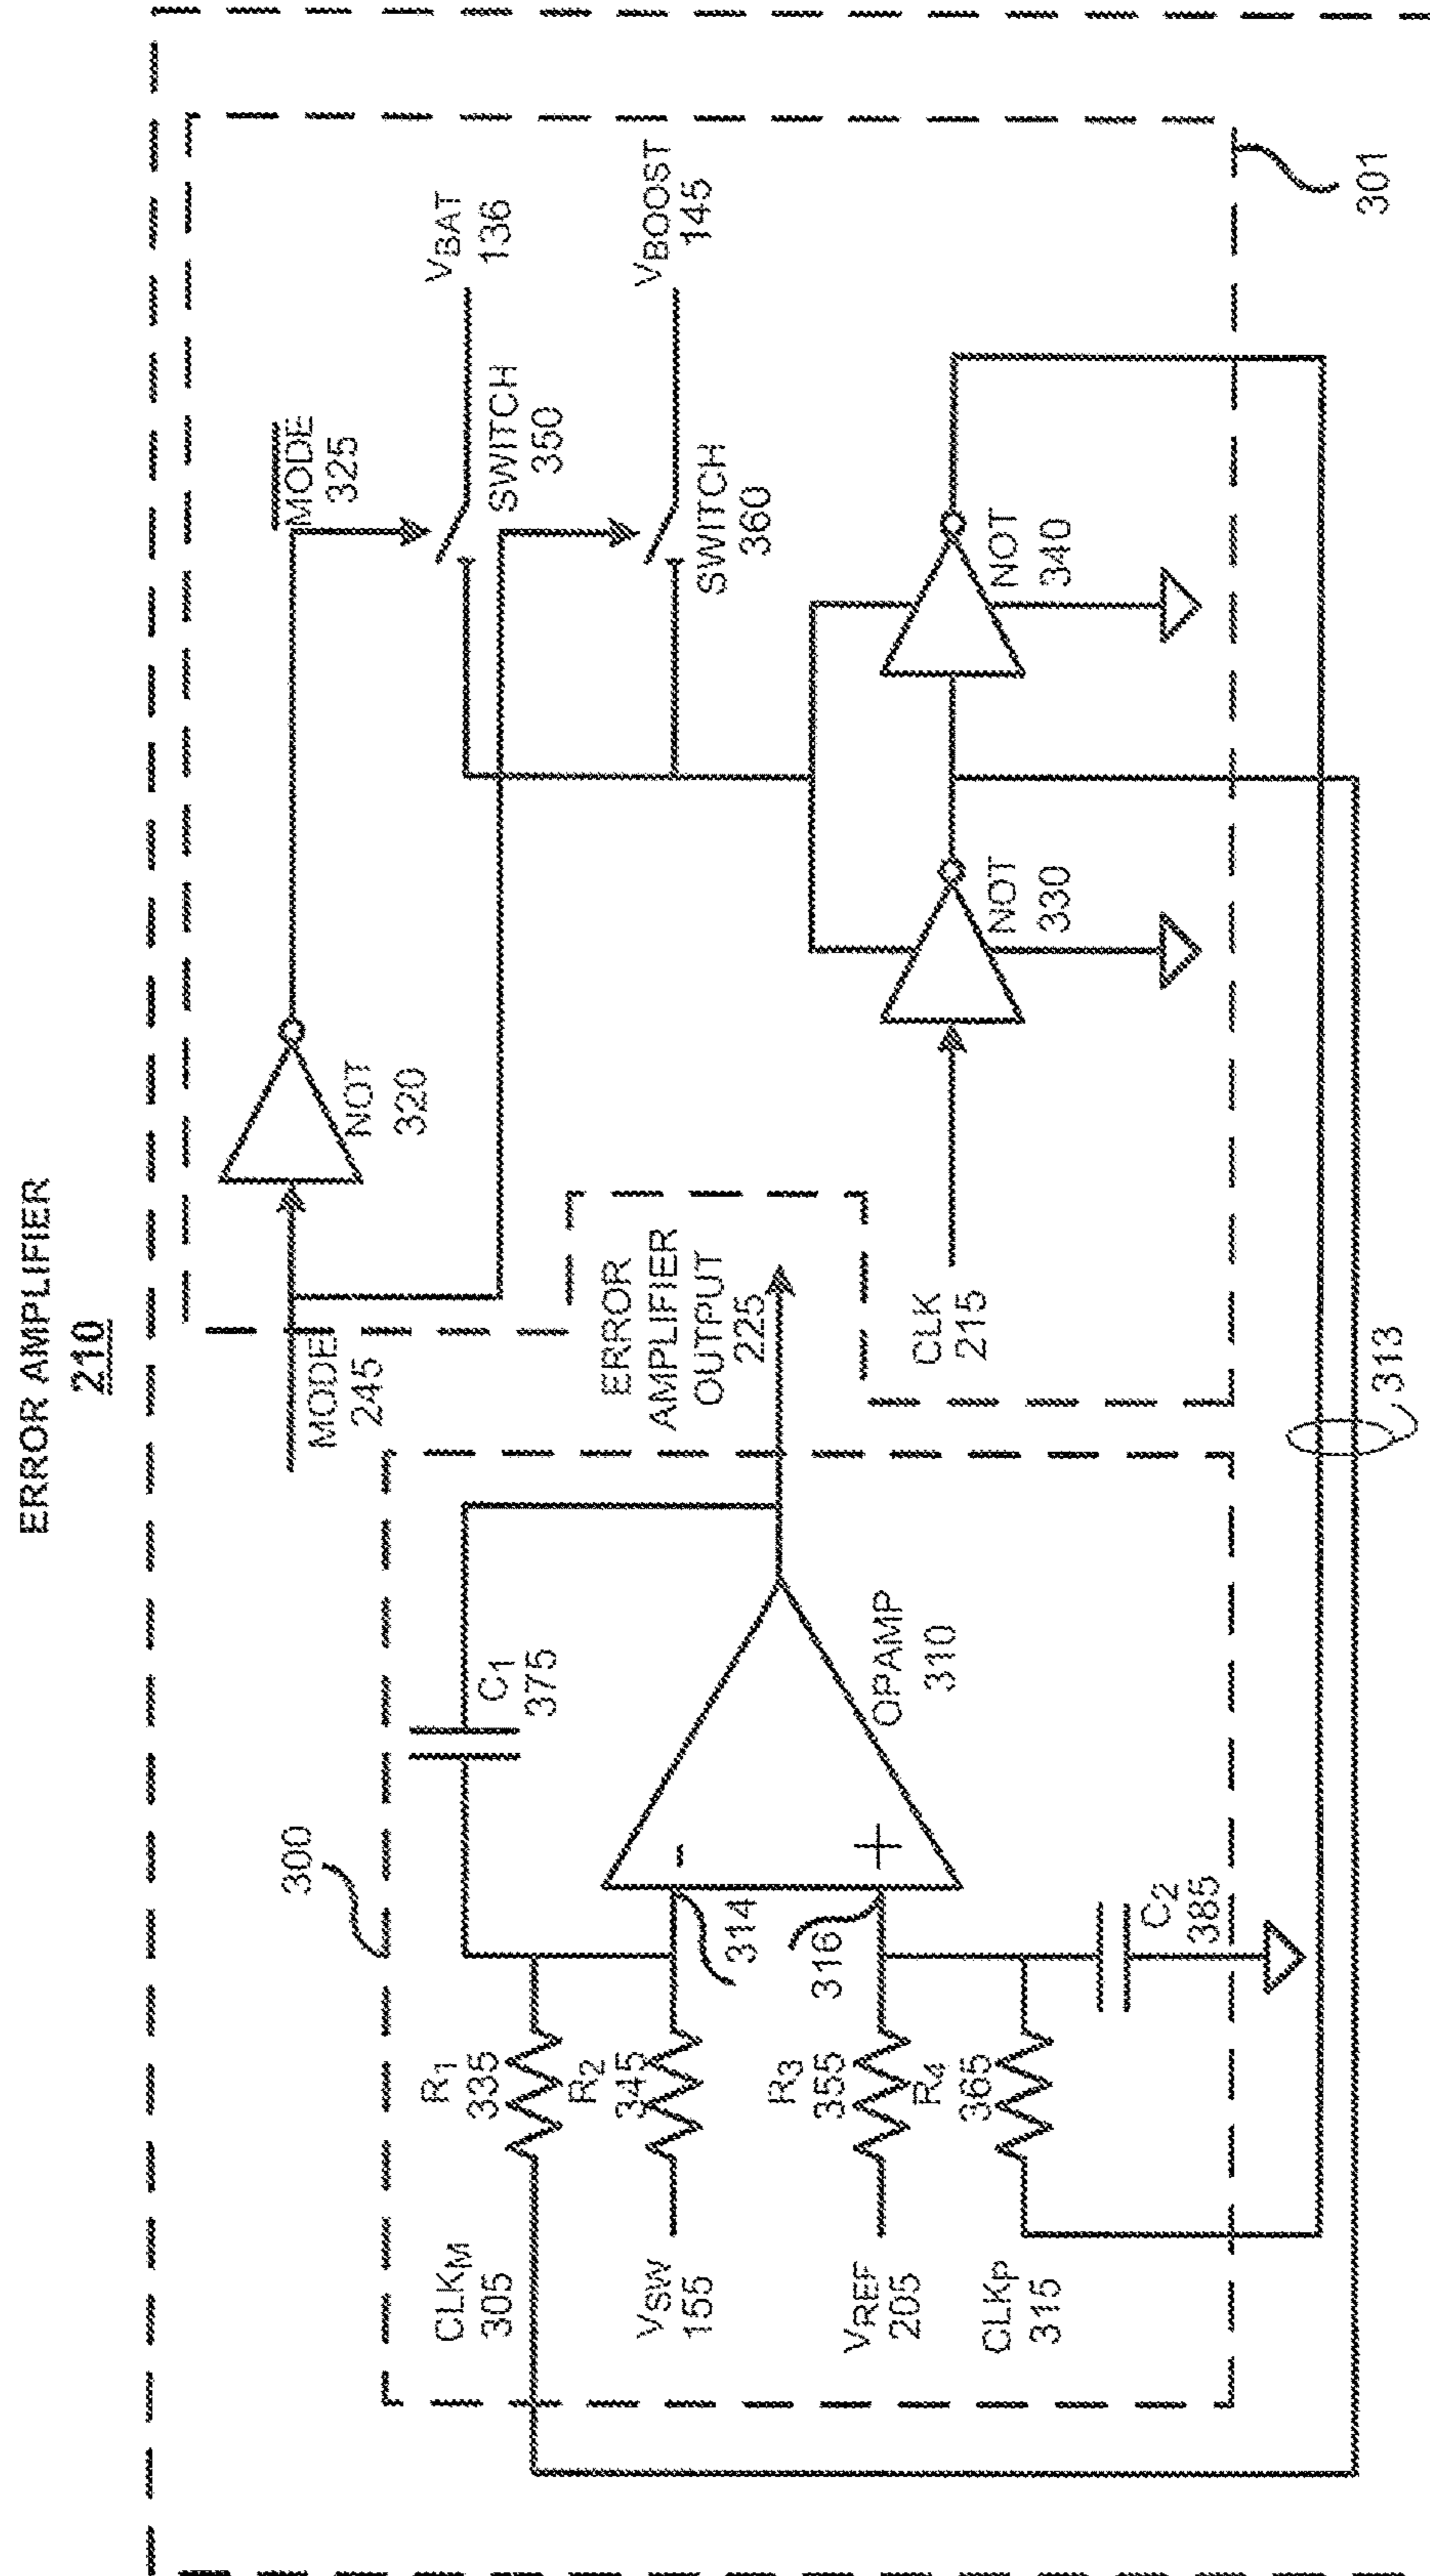 ERROR AMPLIFIER
210
MODE
245
NOT
320
MODE
325
VBAT
136
SWITCH
350
VBOOST
145
SWITCH
360
300
C1
375
ERROR
AMPLIFIER
OUTPUT
225
CLKM
305
R1
335
VSW
155
R2
345
-
314
OPAMP
310
VREF
205
R3
355
316
+
CLKP
315
R4
365
C2
385
CLK
215
NOT
330
NOT
340
301
313